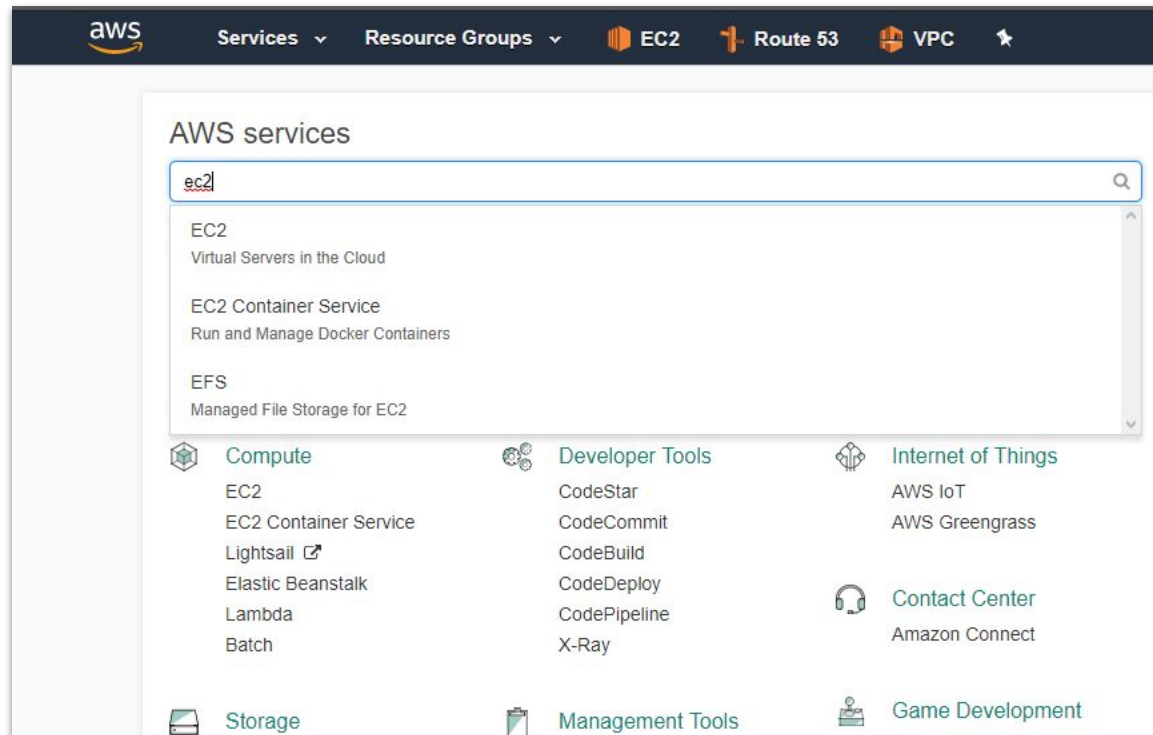 aws Services Resource Groups EC2 Route 53 VPC
AWS services
ec2
EC2
Virtual Servers in the Cloud
EC2 Container Service
Run and Manage Docker Containers
EFS
Managed File Storage for EC2
Compute
EC2
EC2 Container Service
Lightsail
Elastic Beanstalk
Lambda
Batch
Developer Tools
CodeStar
CodeCommit
CodeBuild
CodeDeploy
CodePipeline
X-Ray
Internet of Things
AWS IoT
AWS Greengrass
Contact Center
Amazon Connect
Storage
Management Tools
Game Development